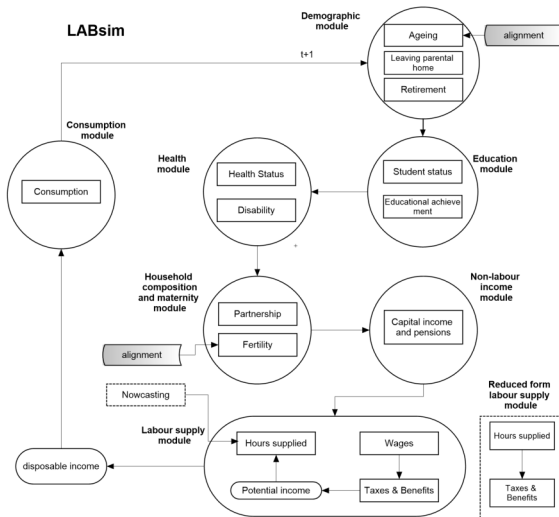 LABsim
Demographic
module
Ageing
alignment
Leaving parental
home
Retirement
t+1
Consumption
module
Consumption
Health
module
Health Status
Disability
Education
module
Student status
Educational achieve
ment
+
Household
composition
and maternity
module
Partnership
Fertility
alignment
Non-labour
income
module
Capital income
and pensions
Nowcasting
Labour supply
module
Hours supplied
Wages
Potential income
Taxes & Benefits
disposable income
Reduced form
labour supply
module
Hours supplied
Taxes & Benefits